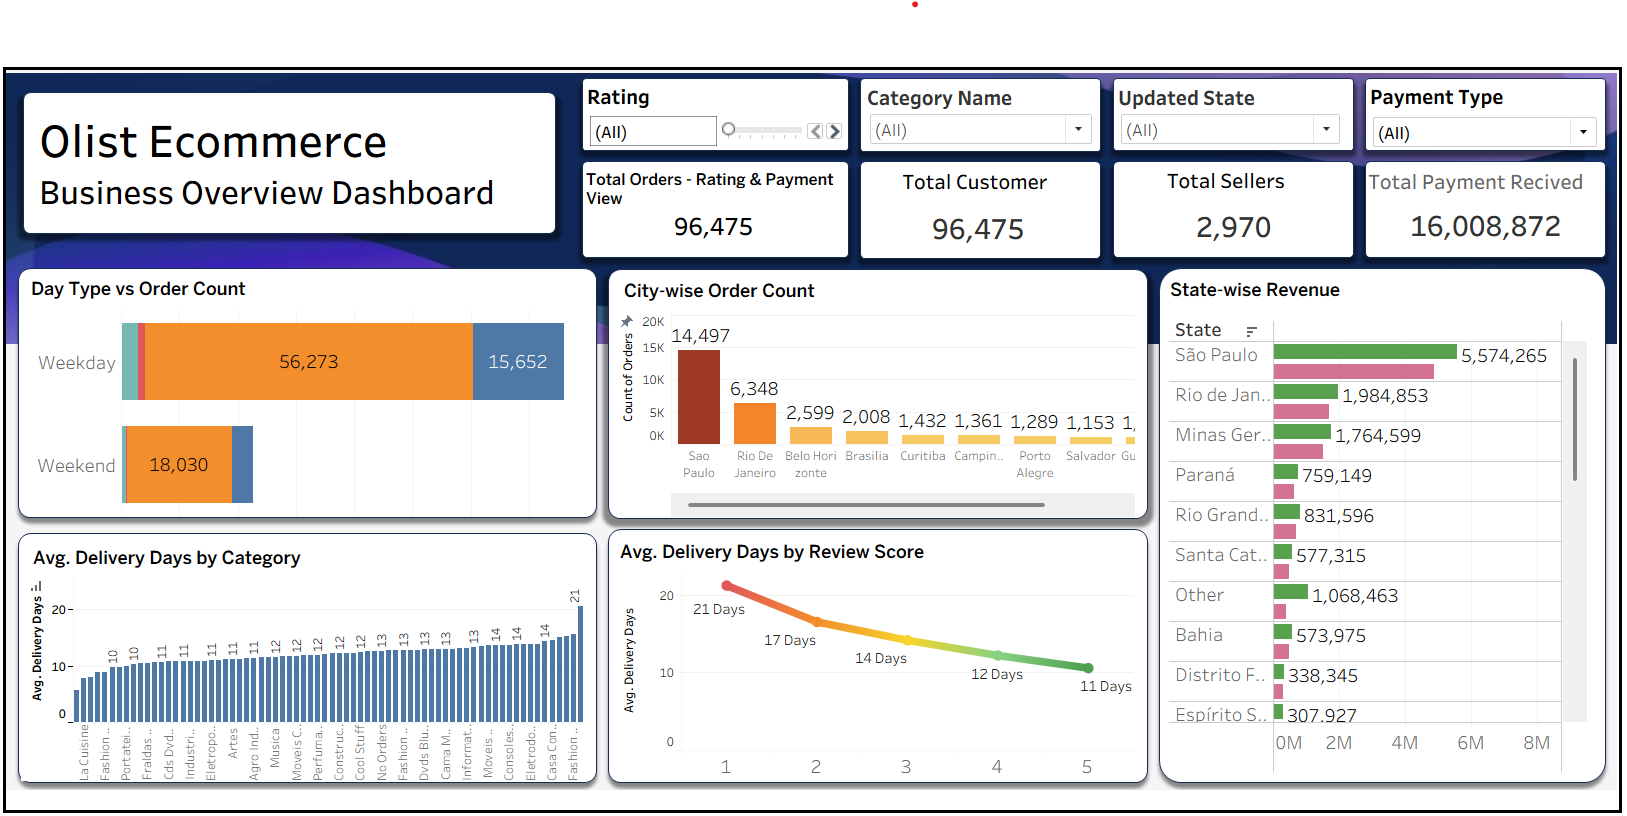 Olist Ecommerce
Business Overview Dashboard
Rating
(All)
Category Name
(All)
Updated State
(All)
Payment Type
(All)
Total Orders - Rating & Payment
View
96,475
Total Customer
96,475
Total Sellers
2,970
Total Payment Recived
16,008,872
Day Type vs Order Count
Weekday
56,273
15,652
Weekend
18,030
City-wise Order Count
Count of Orders
20K
15K
10K
5K
0K
14,497
6,348
2,599
2,008
1,432
1,361
1,289
1,153
1,
Sao
Paulo
Rio De
Janeiro
Belo Hori
zonte
Brasilia
Curitiba
Campin..
Porto
Alegre
Salvador
Gu
State-wise Revenue
State
São Paulo
5,574,265
Rio de Jan..
1,984,853
Minas Ger..
1,764,599
Paraná
759,149
Rio Grand..
831,596
Santa Cat..
577,315
Other
1,068,463
Bahia
573,975
Distrito F..
338,345
Espírito S..
307,927
0M
2M
4M
6M
8M
Avg. Delivery Days by Category
Avg. Delivery Days
20
10
0
10
10
11
11
11
11
11
12
12
12
12
12
13
13
13
13
13
14
14
14
21
La Cuisine
Fashion ..
Portatei..
Fraldas ..
Cds Dvd..
Industri..
Eletropo..
Artes
Agro Ind..
Musica
Moveis C..
Perfuma..
Construc..
Cool Stuff
No Orders
Fashion ..
Dvds Blu..
Cama M..
Informat..
Moveis ..
Consoles..
Eletrodo..
Casa Con..
Fashion ..
Avg. Delivery Days by Review Score
Avg. Delivery Days
20
10
0
21 Days
17 Days
14 Days
12 Days
11 Days
1
2
3
4
5